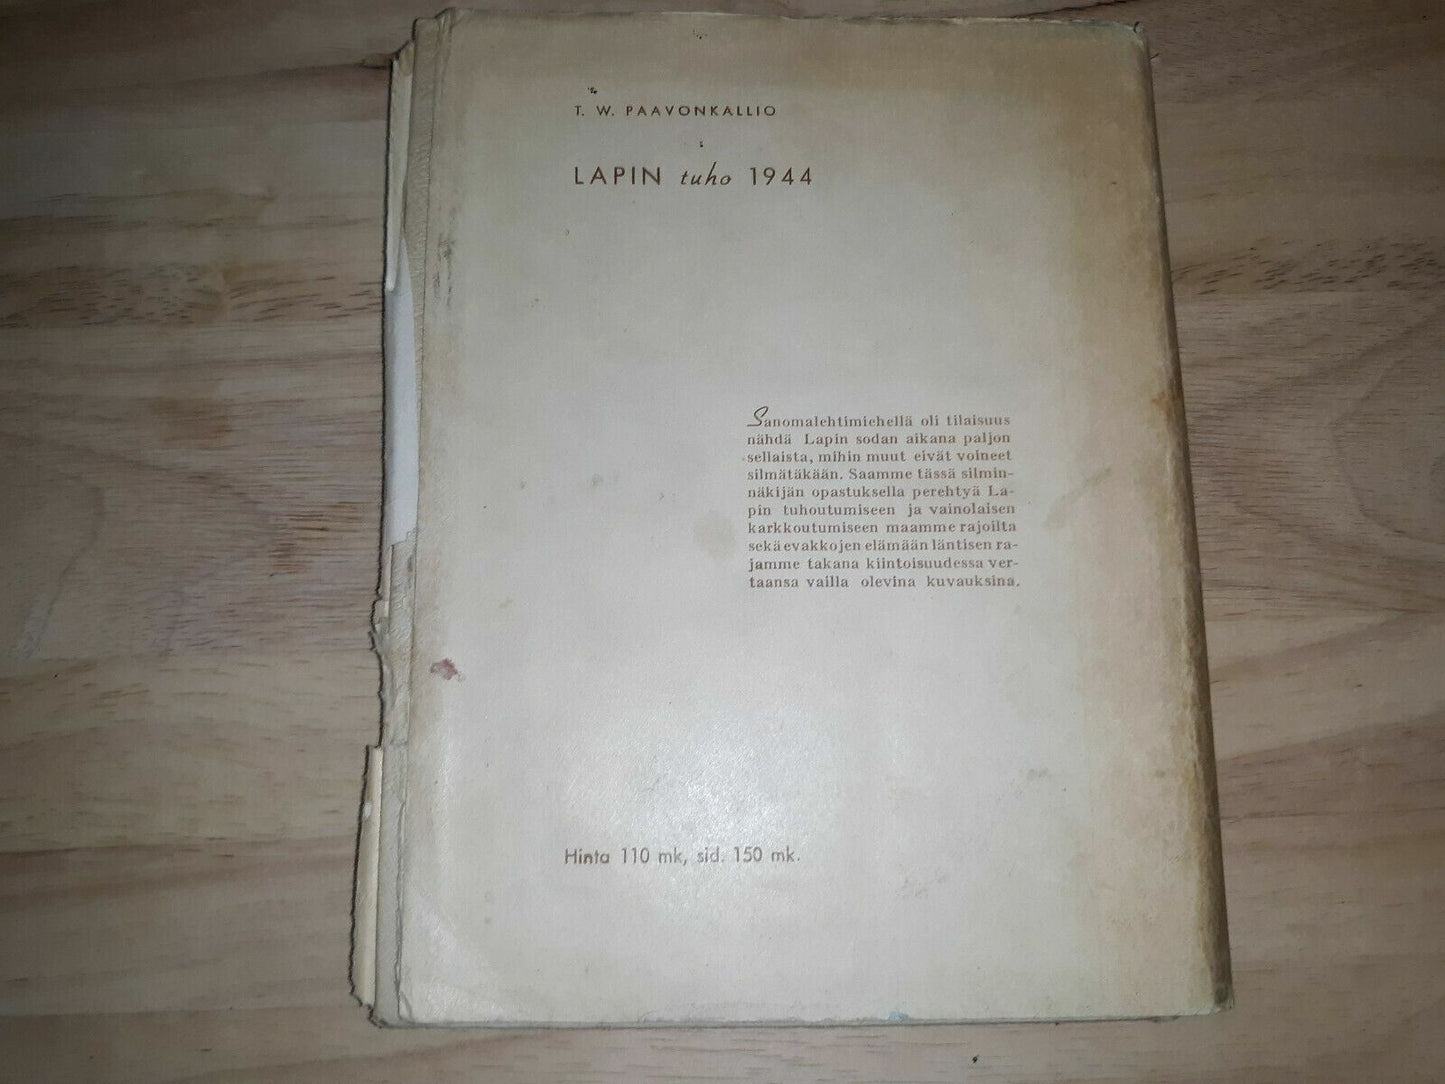 T. W. PAAVONKALLIO
LAPIN tuho 1944
Sanomalehtimiehellä oli tilaisuus
nähdä Lapin sodan aikana paljon
sellaista, mihin muut eivät voineet
silmätäkään. Saamme tässä silmin-
näkijän opastuksella perehtyä La-
pin tuhoutumiseen ja vainolaisen
karkkoutumiseen maamme rajoilta
sekä evakkojen elämään läntisen ra-
jamme takana kiintoisuudessa ver-
taansa vailla olevina kuvauksina.
Hinta 110 mk, sid. 150 mk.